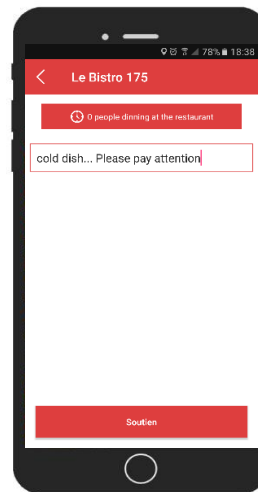 78% 18:38
Le Bistro 175
0 people dinning at the restaurant
cold dish... Please pay attention
Soutien